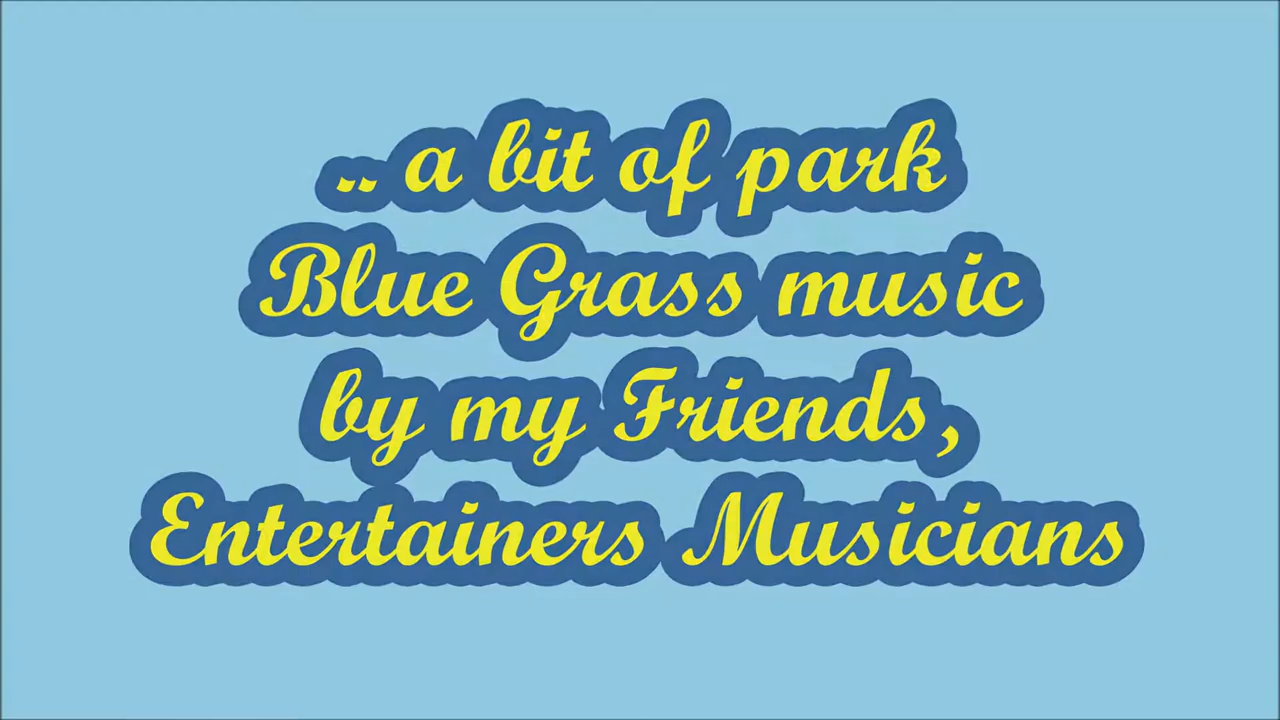 .. a bit of park
Blue Grass music
by my Friends,
Entertainers Musicians